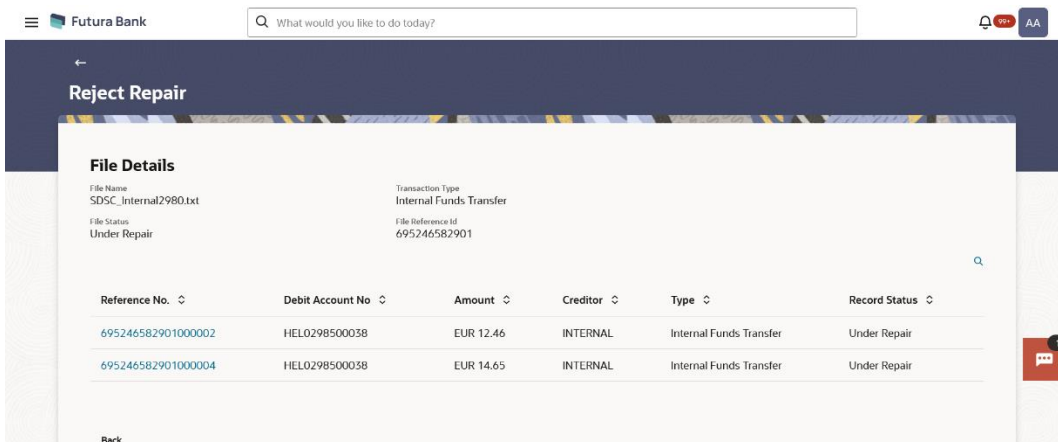 Futura Bank
What would you like to do today?
99+
AA
Reject Repair
File Details
File Name
SDSC_Internal2980.txt
Transaction Type
Internal Funds Transfer
File Status
Under Repair
File Reference Id
695246582901
Reference No. Debit Account No Amount Creditor Type Record Status
695246582901000002 HEL0298500038 EUR 12.46 INTERNAL Internal Funds Transfer Under Repair
695246582901000004 HEL0298500038 EUR 14.65 INTERNAL Internal Funds Transfer Under Repair
Back